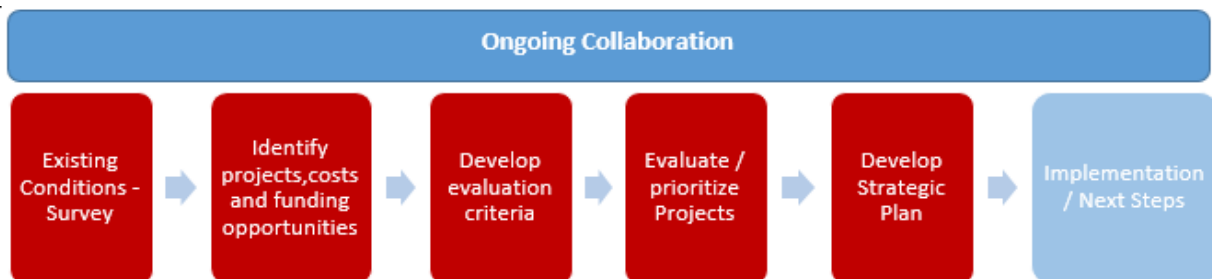 Ongoing Collaboration
Existing
Conditions -
Survey
Identify
projects,costs
and funding
opportunities
Develop
evaluation
criteria
Evaluate /
prioritize
Projects
Develop
Strategic
Plan
Implementation
/ Next Steps